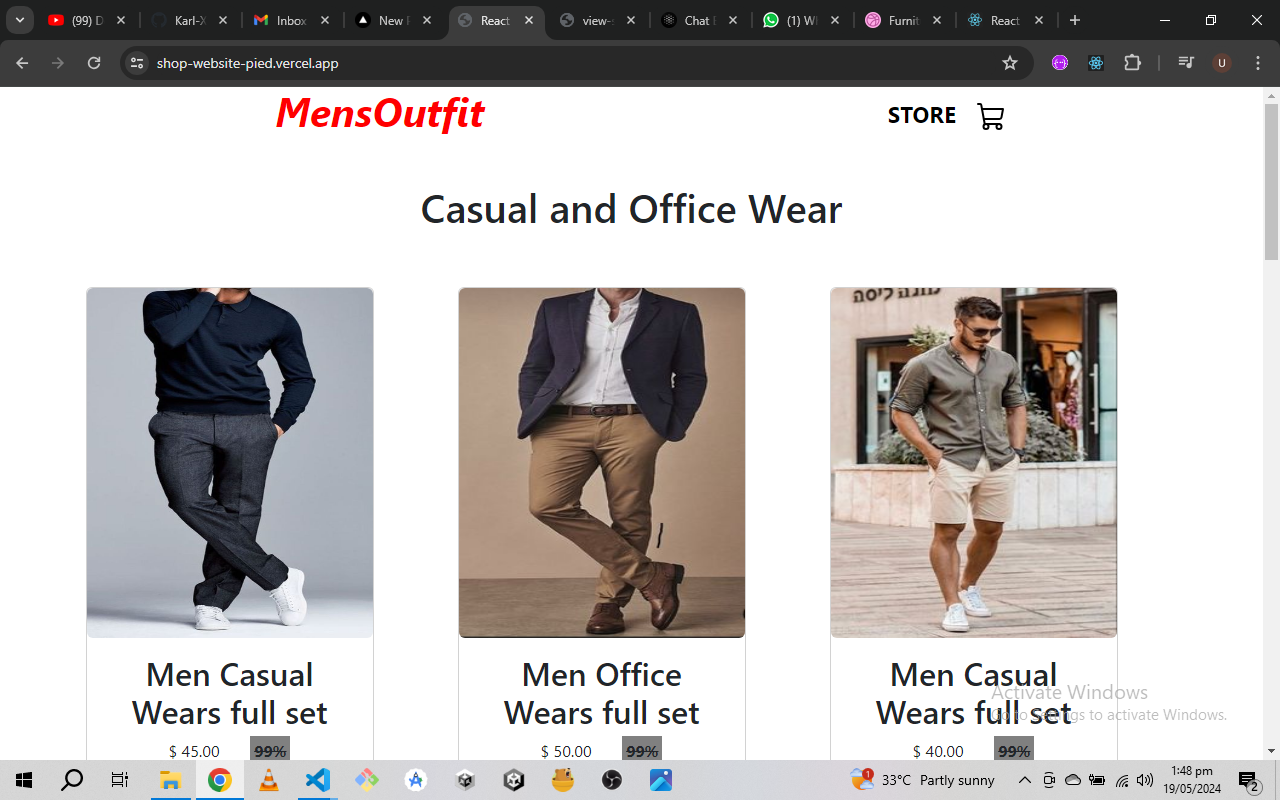 (99) D
Karl-X
Inbox
New F
React
view-s
Chat E
(1) Wl
Furnit
React
shop-website-pied.vercel.app
U
MensOutfit
STORE
Casual and Office Wear
Men Casual
Wears full set
$ 45.00 99%
Men Office
Wears full set
$ 50.00 99%
Men Casual
Wears full set
$ 40.00 99%
Activate Windows
Go to Settings to activate Windows.
1
33°C Partly sunny
1:48 pm
19/05/2024
2